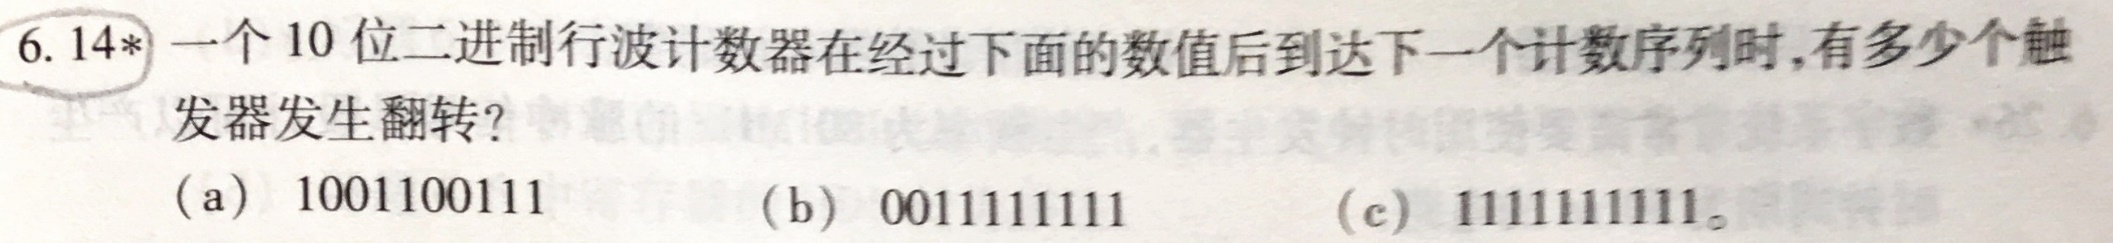 6.14* 一个 10 位二进制行波计数器在经过下面的数值后到达下一个计数序列时,有多少个触
发器发生翻转?
(a) 1001100111 (b) 0011111111 (c) 1111111111。